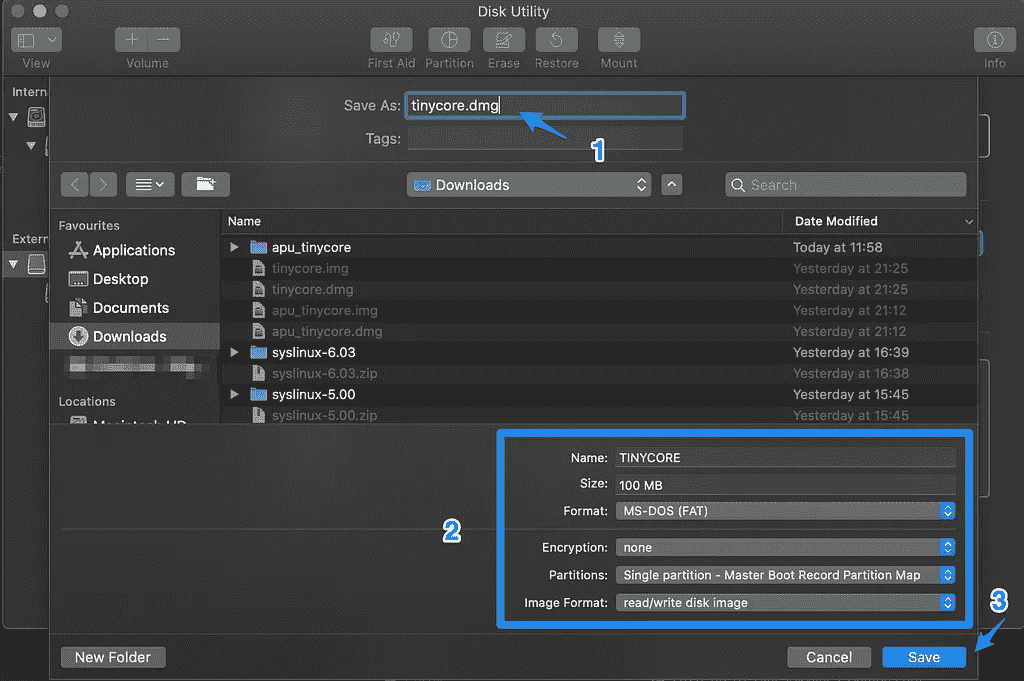 Disk Utility
View
Volume
First Aid
Partition
Erase
Restore
Mount
Info
Intern
Extern
Save As: tinycore.dmg
1
Tags:
Downloads
Search
Favourites
Applications
Desktop
Documents
Downloads
Locations
Macintosh HD
Name Date Modified
apu_tinycore Today at 11:58
tinycore.img Yesterday at 21:25
tinycore.dmg Yesterday at 21:25
apu_tinycore.img Yesterday at 21:12
apu_tinycore.dmg Yesterday at 21:12
syslinux-6.03 Yesterday at 16:39
syslinux-6.03.zip Yesterday at 16:38
syslinux-5.00 Yesterday at 15:45
syslinux-5.00.zip Yesterday at 15:45
2
Name: TINYCORE
Size: 100 MB
Format: MS-DOS (FAT)
Encryption: none
Partitions: Single partition - Master Boot Record Partition Map
Image Format: read/write disk image
3
New Folder
Cancel
Save